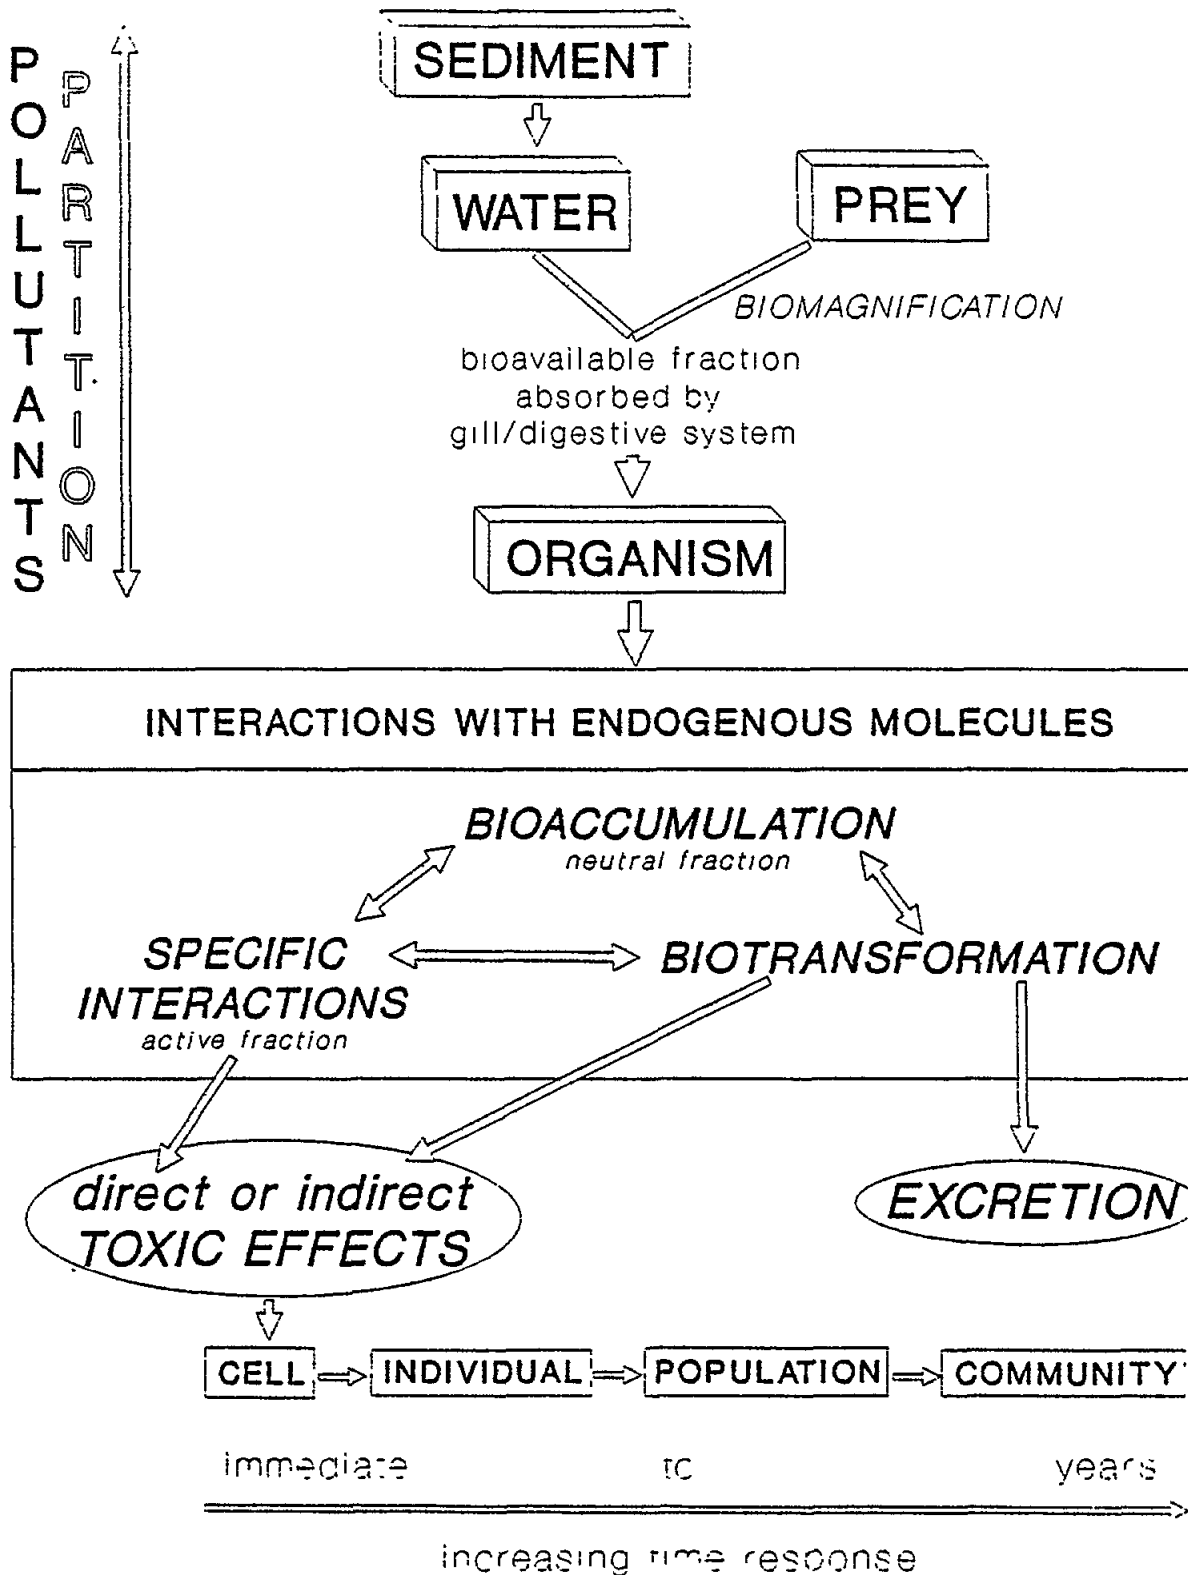 POLLUTANTS
PARTITION
SEDIMENT
WATER
PREY
BIOMAGNIFICATION
bioavailable fraction
absorbed by
gill/digestive system
ORGANISM
INTERACTIONS WITH ENDOGENOUS MOLECULES
BIOACCUMULATION
neutral fraction
SPECIFIC
INTERACTIONS
active fraction
BIOTRANSFORMATION
direct or indirect
TOXIC EFFECTS
EXCRETION
CELL
INDIVIDUAL
POPULATION
COMMUNITY
immediate
to
years
increasing time response